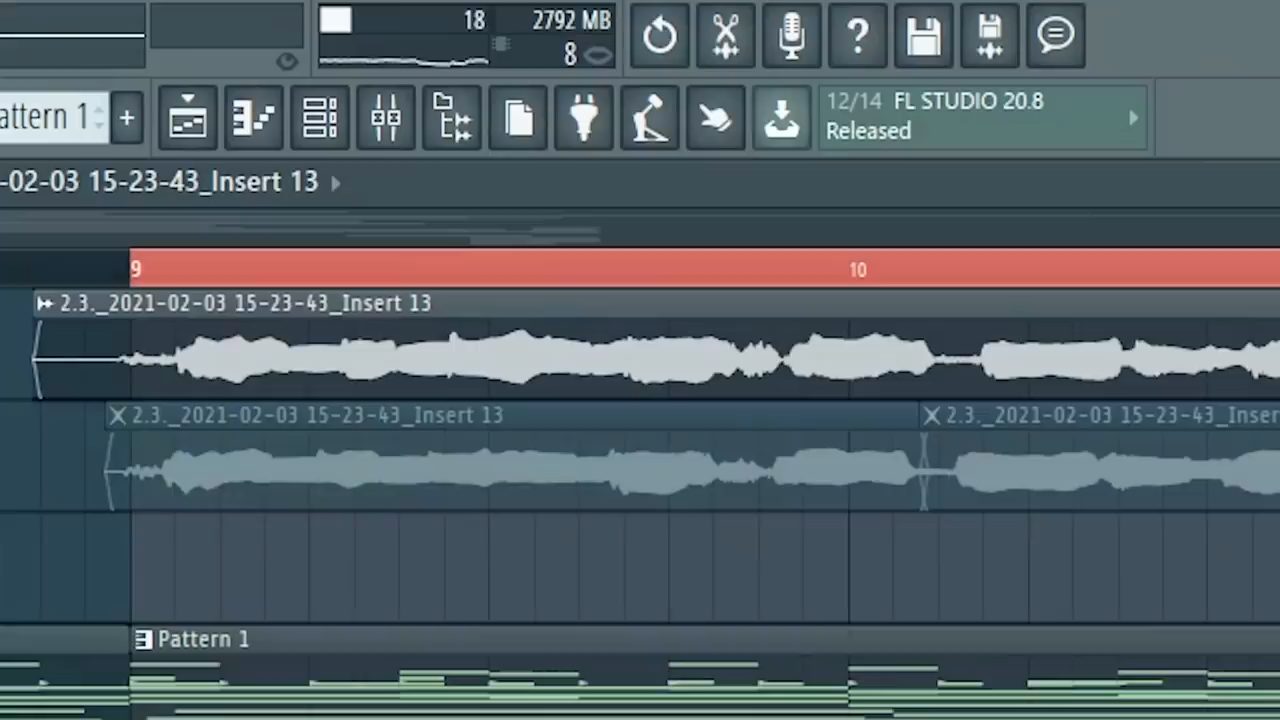 18 2792 MB
8
?
attern 1 +
12/14 FL STUDIO 20.8
Released
-02-03 15-23-43_Insert 13
9 10
2.3._2021-02-03 15-23-43_Insert 13
2.3._2021-02-03 15-23-43_Insert 13 2.3._2021-02-03 15-23-43_Inser
Pattern 1